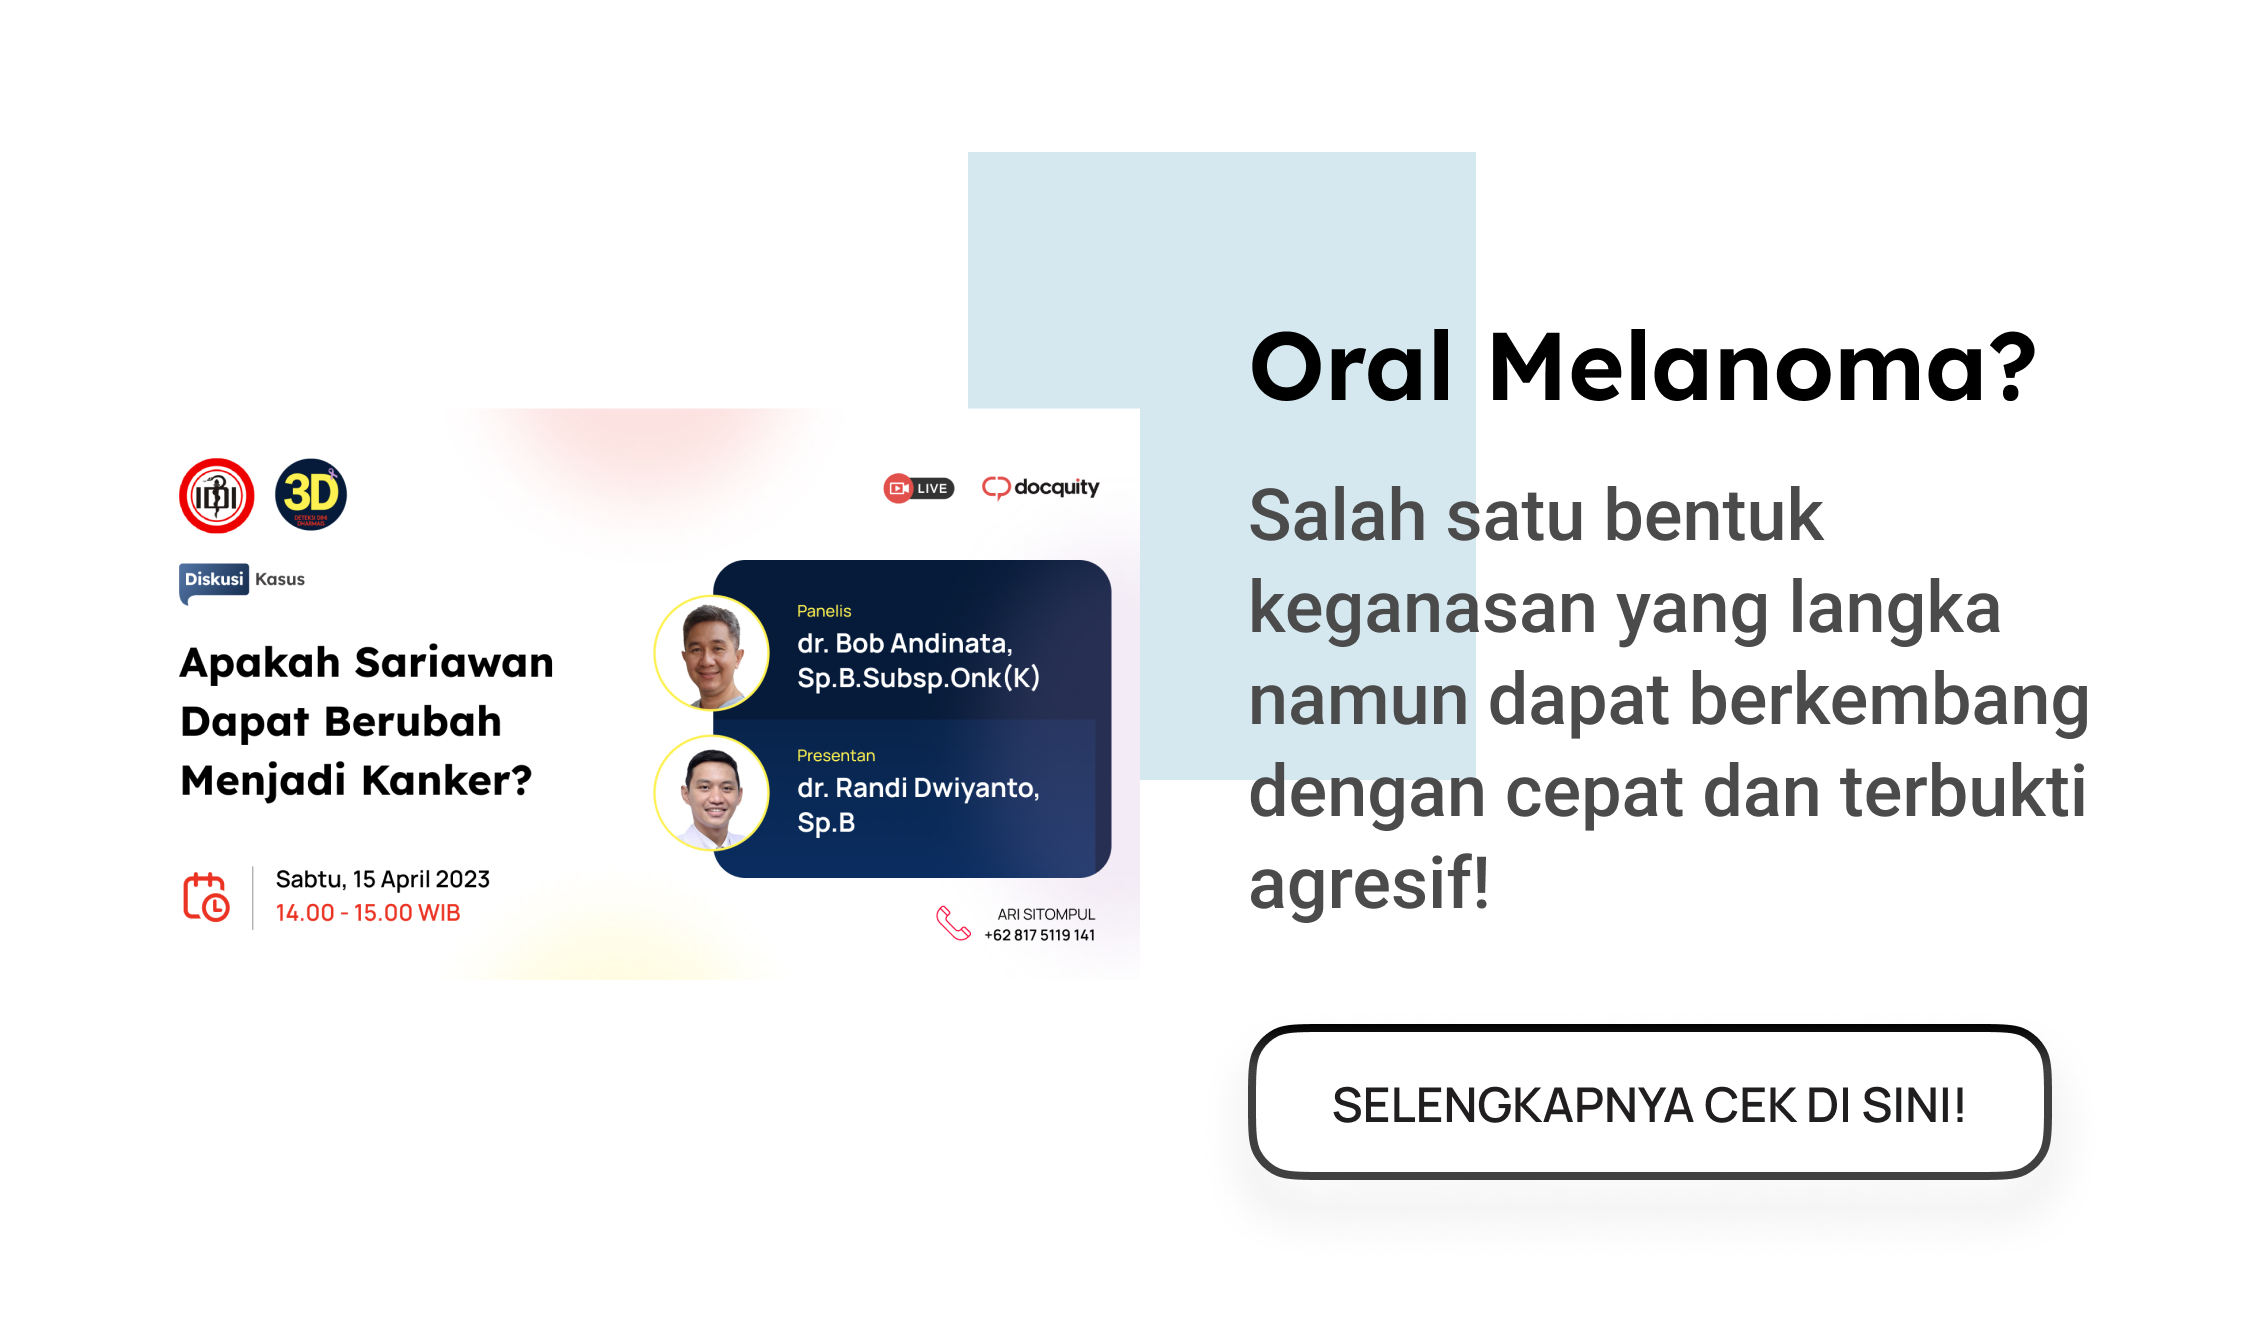 IDI
3D
DETEKSI DINI
DHARMAIS
LIVE
docquity
Diskusi Kasus
Apakah Sariawan
Dapat Berubah
Menjadi Kanker?
Sabtu, 15 April 2023
14.00 - 15.00 WIB
Panelis
dr. Bob Andinata,
Sp.B.Subsp.Onk(K)
Presentan
dr. Randi Dwiyanto,
Sp.B
ARI SITOMPUL
+62 817 5119 141
Oral Melanoma?
Salah satu bentuk
keganasan yang langka
namun dapat berkembang
dengan cepat dan terbukti
agresif!
SELENGKAPNYA CEK DI SINI!